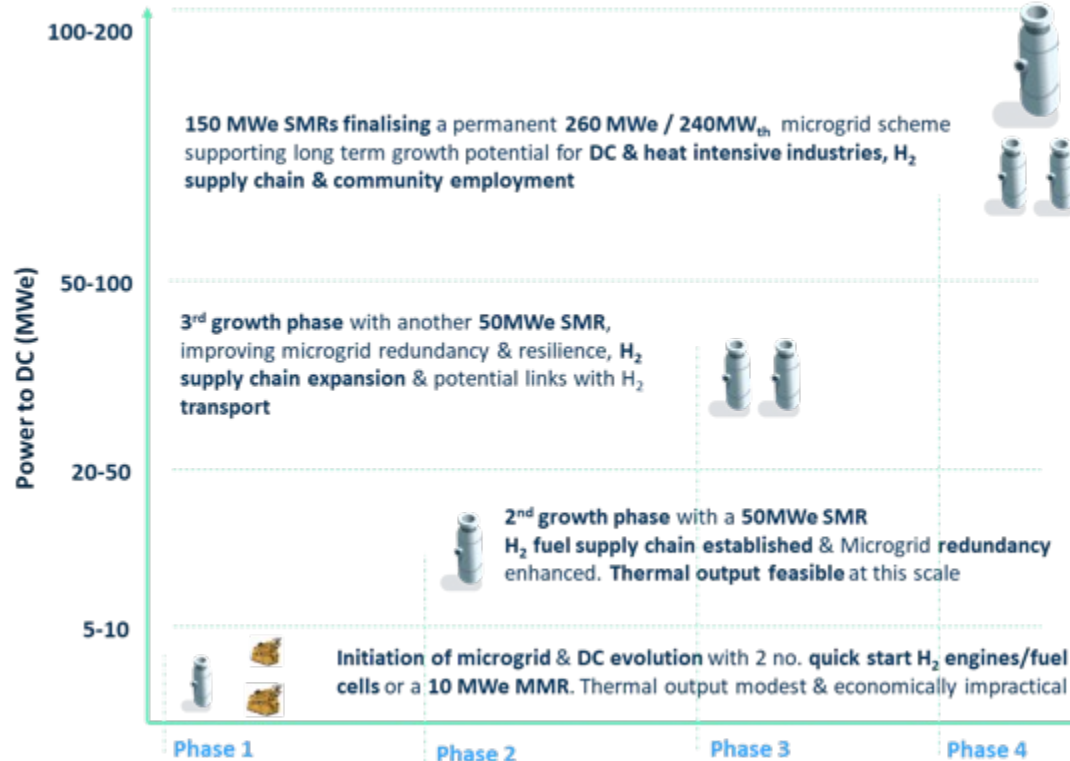 100-200
150 MWe SMRs finalising a permanent 260 MWe / 240MWth microgrid scheme
supporting long term growth potential for DC & heat intensive industries, H2
supply chain & community employment
Power to DC (MWe)
50-100
3rd growth phase with another 50MWe SMR,
improving microgrid redundancy & resilience, H2
supply chain expansion & potential links with H2
transport
20-50
2nd growth phase with a 50MWe SMR
H2 fuel supply chain established & Microgrid redundancy
enhanced. Thermal output feasible at this scale
5-10
Initiation of microgrid & DC evolution with 2 no. quick start H2 engines/fuel
cells or a 10 MWe MMR. Thermal output modest & economically impractical
Phase 1
Phase 2
Phase 3
Phase 4